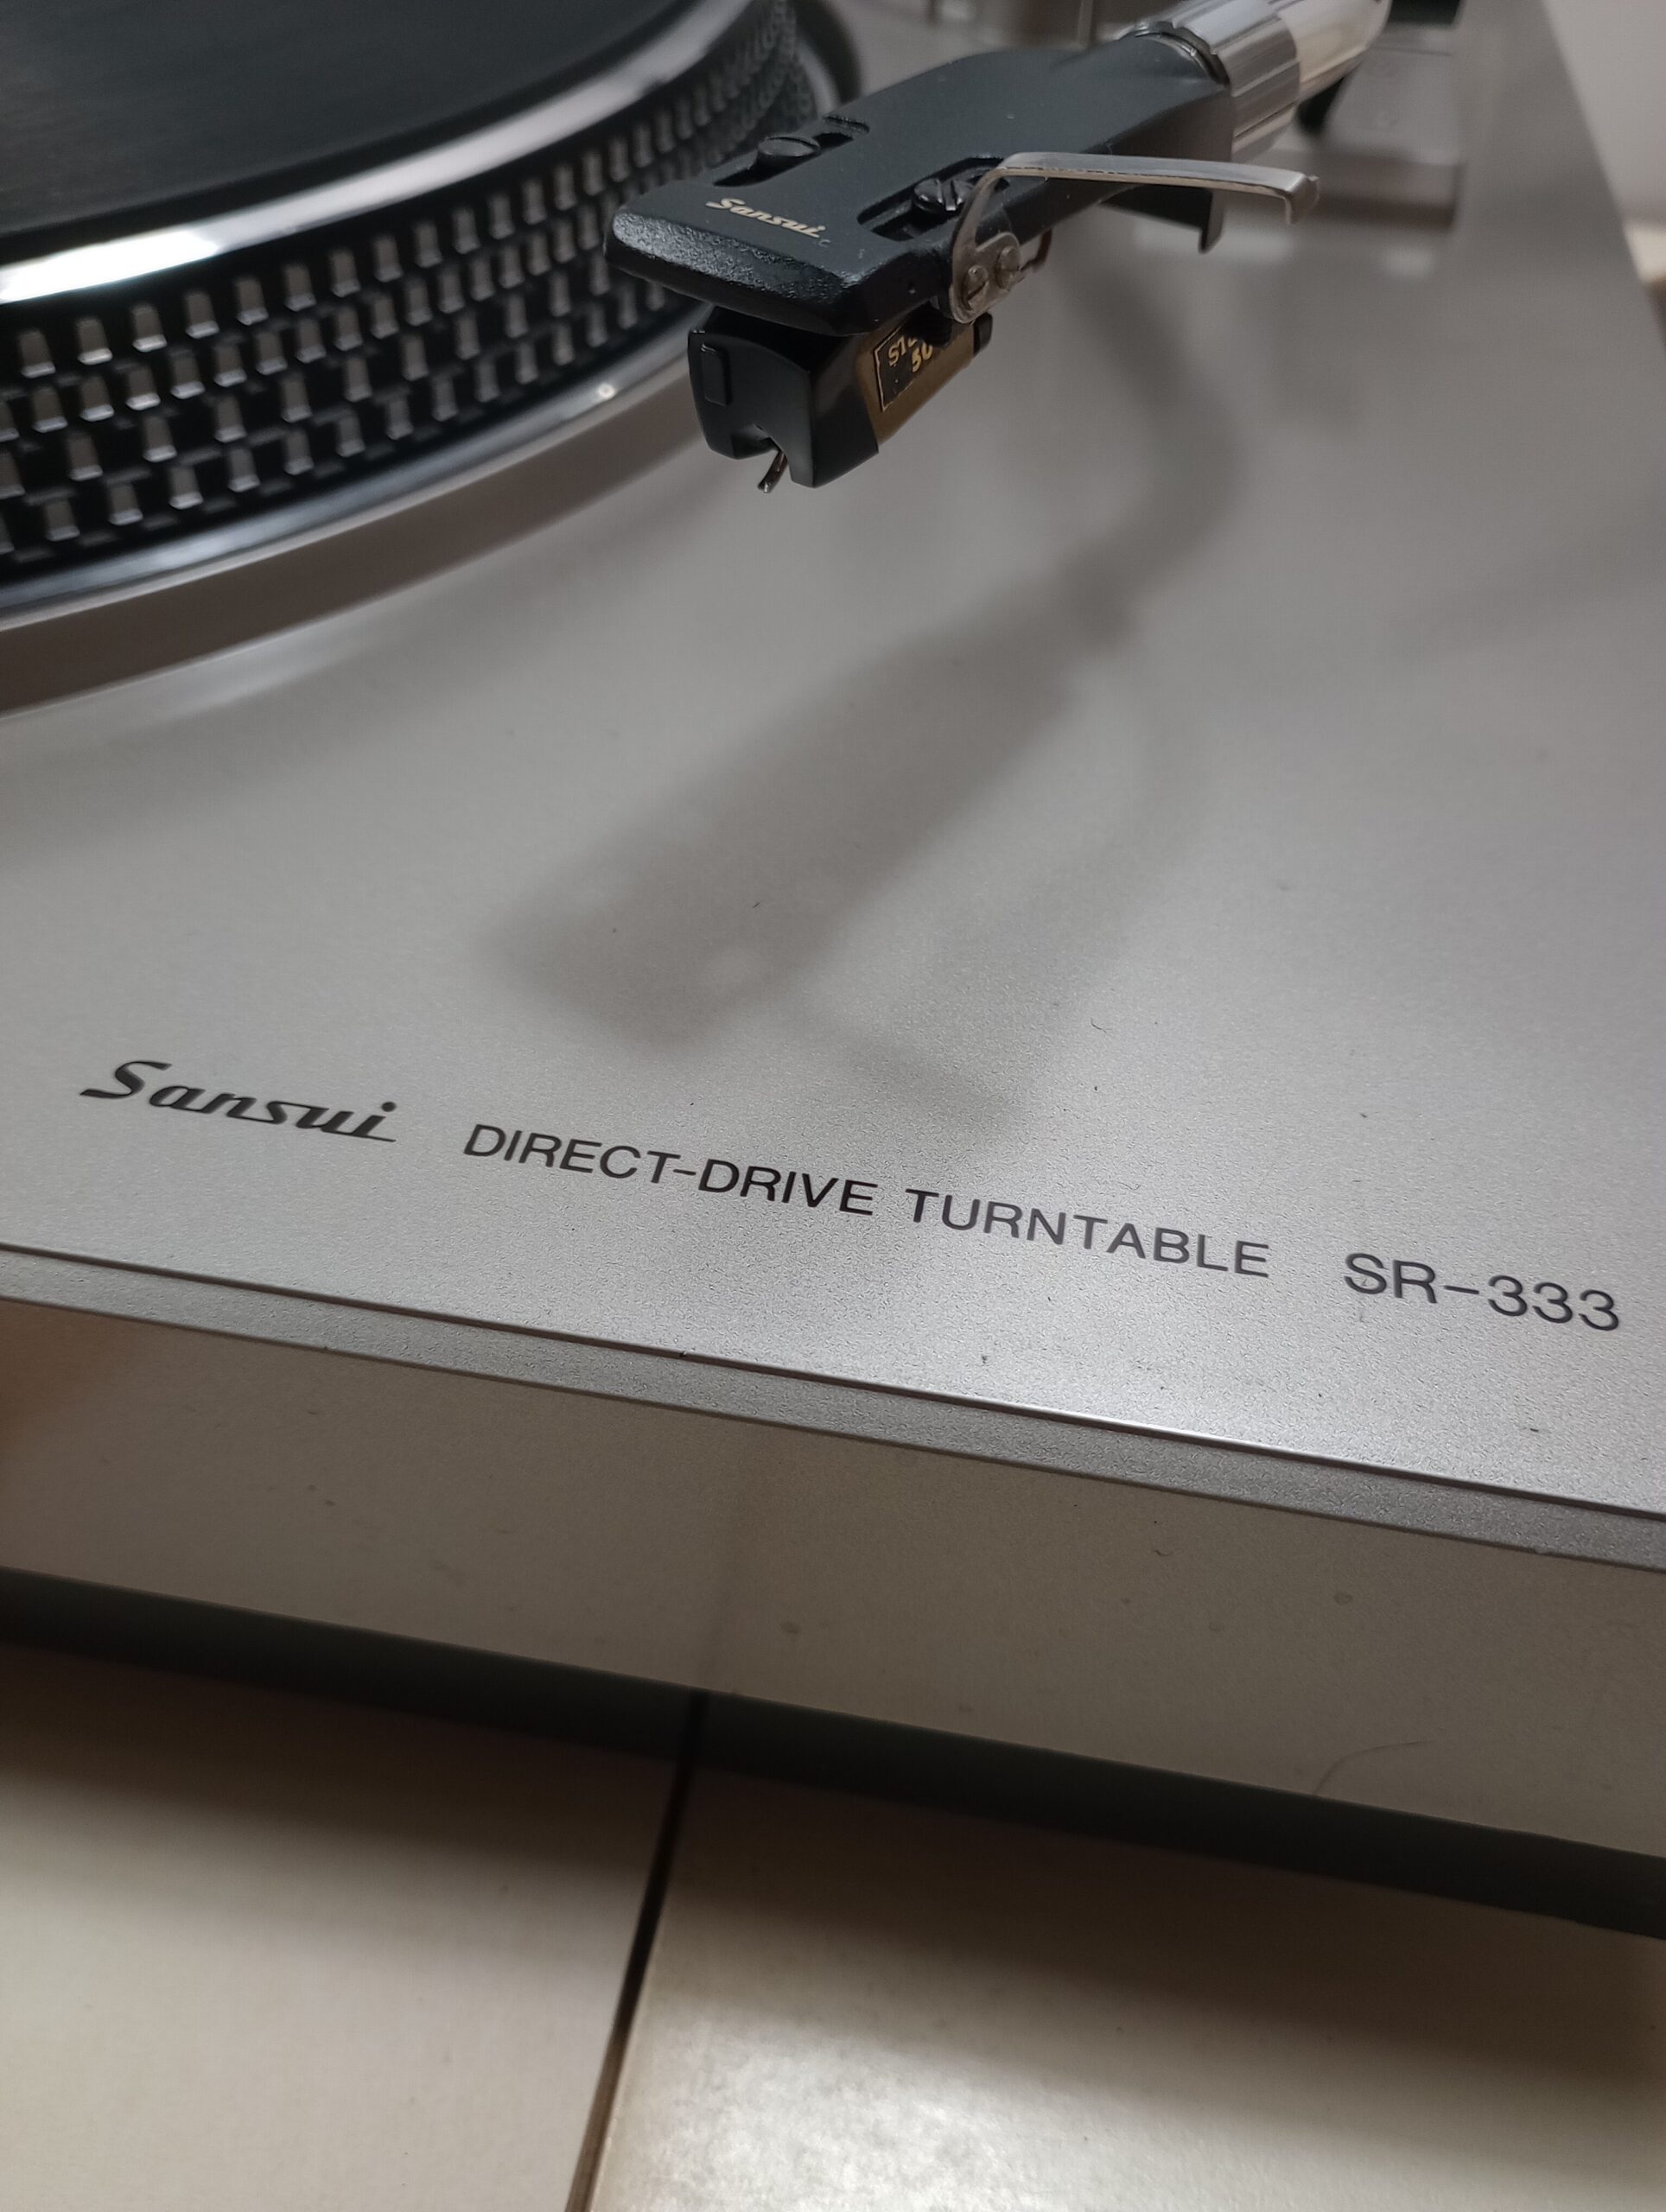 Sansui
Sansui DIRECT-DRIVE TURNTABLE SR-333